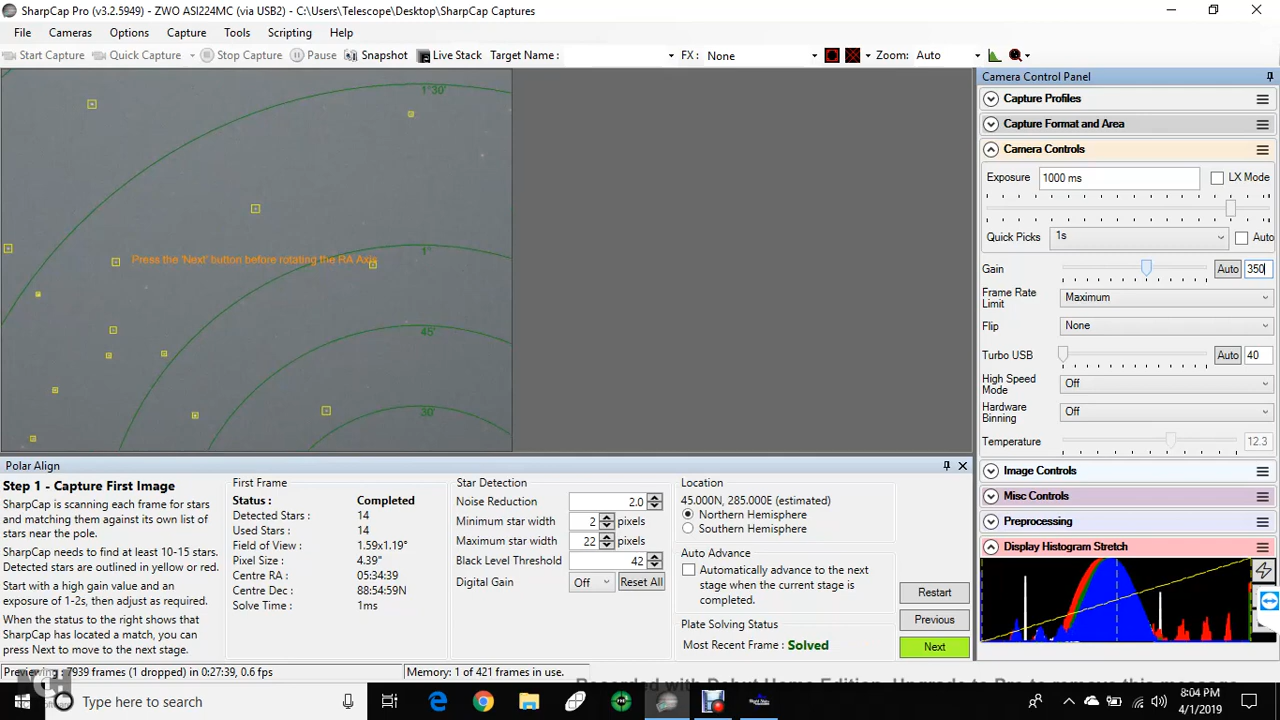 SharpCap Pro (v3.2.5949) - ZWO ASI224MC (via USB2) - C:\Users\Telescope\Desktop\SharpCap Captures
File Cameras Options Capture Tools Scripting Help
Start Capture Quick Capture Stop Capture Pause Snapshot Live Stack Target Name : FX : None Zoom: Auto
1°30'
Press the 'Next' button before rotating the RA Axis
1°
45'
30'
Camera Control Panel
Capture Profiles
Capture Format and Area
Camera Controls
Exposure 1000 ms LX Mode
Quick Picks 1s Auto
Gain Auto 350
Frame Rate Limit Maximum
Flip None
Turbo USB Auto 40
High Speed Mode Off
Hardware Binning Off
Temperature 12.3
Image Controls
Misc Controls
Preprocessing
Display Histogram Stretch
Polar Align
Step 1 - Capture First Image
SharpCap is scanning each frame for stars
and matching them against its own list of
stars near the pole.
SharpCap needs to find at least 10-15 stars.
Detected stars are outlined in yellow or red.
Start with a high gain value and an
exposure of 1-2s, then adjust as required.
When the status to the right shows that
SharpCap has located a match, you can
press Next to move to the next stage.
First Frame
Status : Completed
Detected Stars : 14
Used Stars : 14
Field of View : 1.59x1.19°
Pixel Size : 4.39"
Centre RA : 05:34:39
Centre Dec : 88:54:59N
Solve Time : 1ms
Star Detection
Noise Reduction 2.0
Minimum star width 2 pixels
Maximum star width 22 pixels
Black Level Threshold 42
Digital Gain Off Reset All
Location
45.000N, 285.000E (estimated)
Northern Hemisphere
Southern Hemisphere
Auto Advance
Automatically advance to the next
stage when the current stage is
completed.
Plate Solving Status
Most Recent Frame : Solved
Restart
Previous
Next
Previewing : 7939 frames (1 dropped) in 0:27:39, 0.6 fps Memory: 1 of 421 frames in use.
Type here to search
8:04 PM
4/1/2019